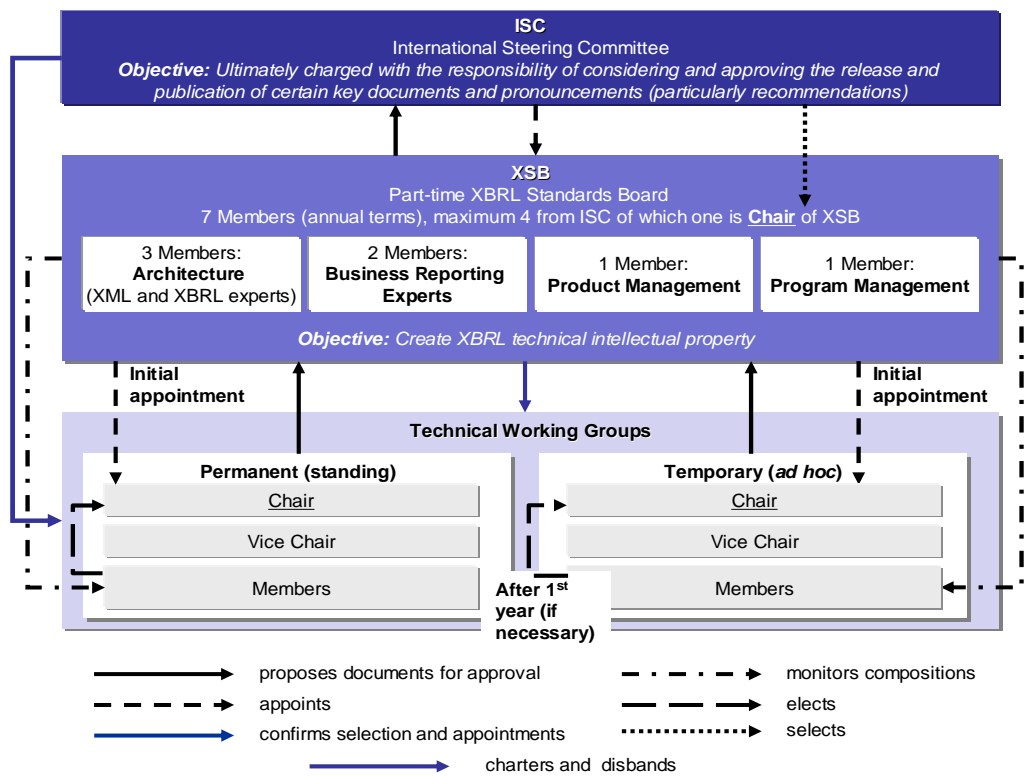 ISC
International Steering Committee
Objective: Ultimately charged with the responsibility of considering and approving the release and
publication of certain key documents and pronouncements (particularly recommendations)
XSB
Part-time XBRL Standards Board
7 Members (annual terms), maximum 4 from ISC of which one is Chair of XSB
3 Members:
Architecture
(XML and XBRL experts)
2 Members:
Business Reporting
Experts
1 Member:
Product Management
1 Member:
Program Management
Objective: Create XBRL technical intellectual property
Initial
appointment
Initial
appointment
Technical Working Groups
Permanent (standing)
Chair
Vice Chair
Members
Temporary (ad hoc)
Chair
Vice Chair
Members
After 1st
year (if
necessary)
proposes documents for approval
appoints
confirms selection and appointments
monitors compositions
elects
selects
charters and disbands